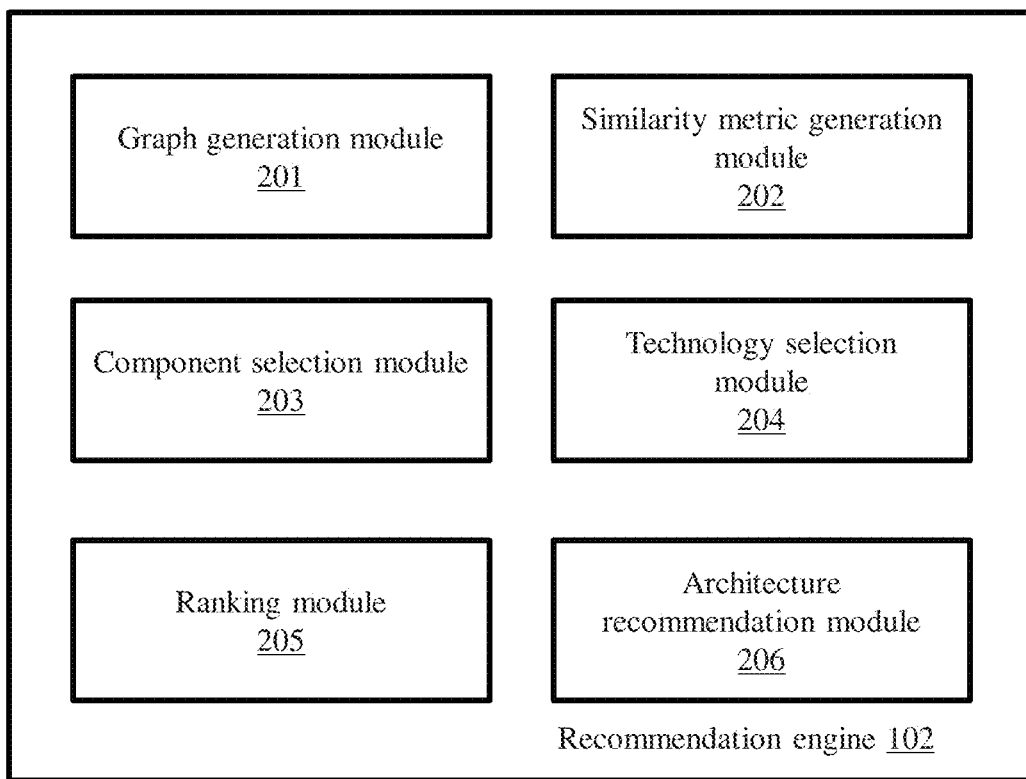 Graph generation module
201
Similarity metric generation
module
202
Component selection module
203
Technology selection
module
204
Ranking module
205
Architecture
recommendation module
206
Recommendation engine 102